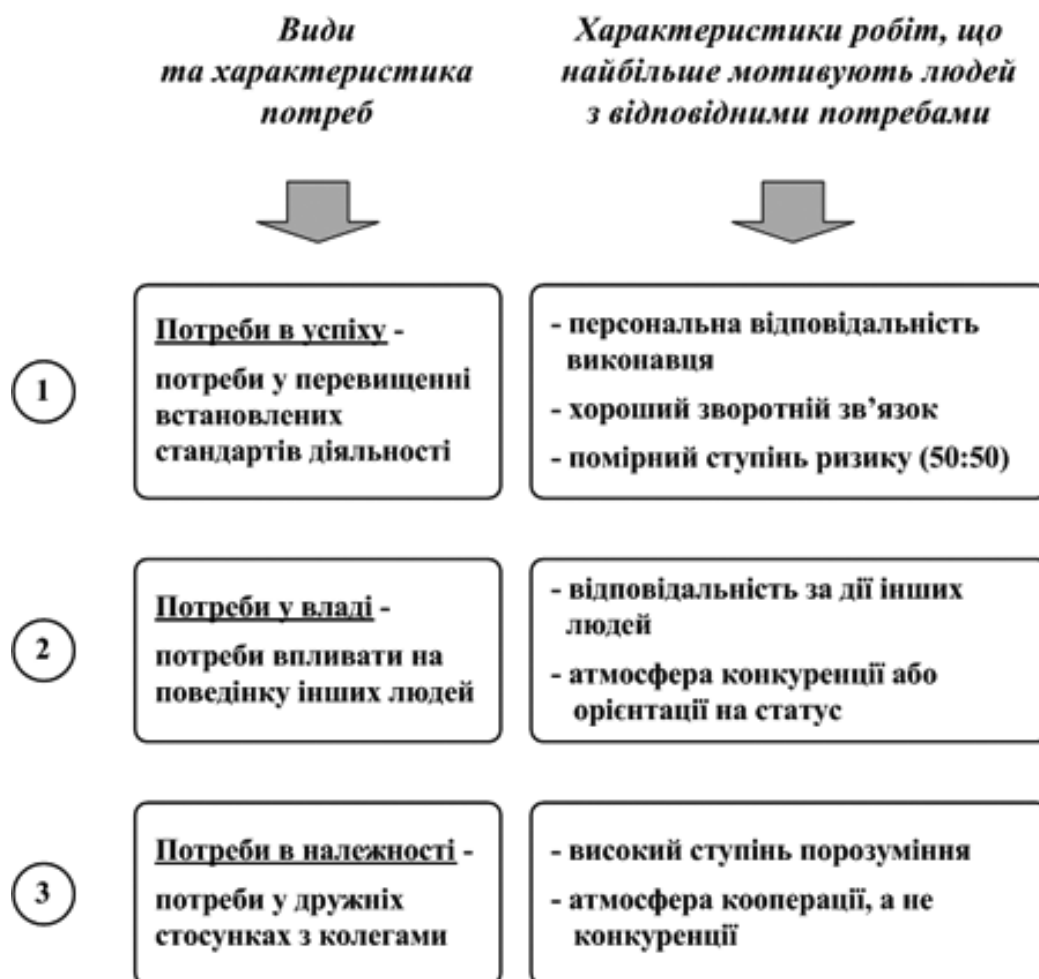 Види
та характеристика
потреб
Характеристики робіт, що
найбільше мотивують людей
з відповідними потребами
1
Потреби в успіху -
потреби у перевищенні
встановлених
стандартів діяльності
- персональна відповідальність
виконавця
- хороший зворотній зв’язок
- помірний ступінь ризику (50:50)
2
Потреби у владі -
потреби впливати на
поведінку інших людей
- відповідальність за дії інших
людей
- атмосфера конкуренції або
орієнтації на статус
3
Потреби в належності -
потреби у дружніх
стосунках з колегами
- високий ступінь порозуміння
- атмосфера кооперації, а не
конкуренції